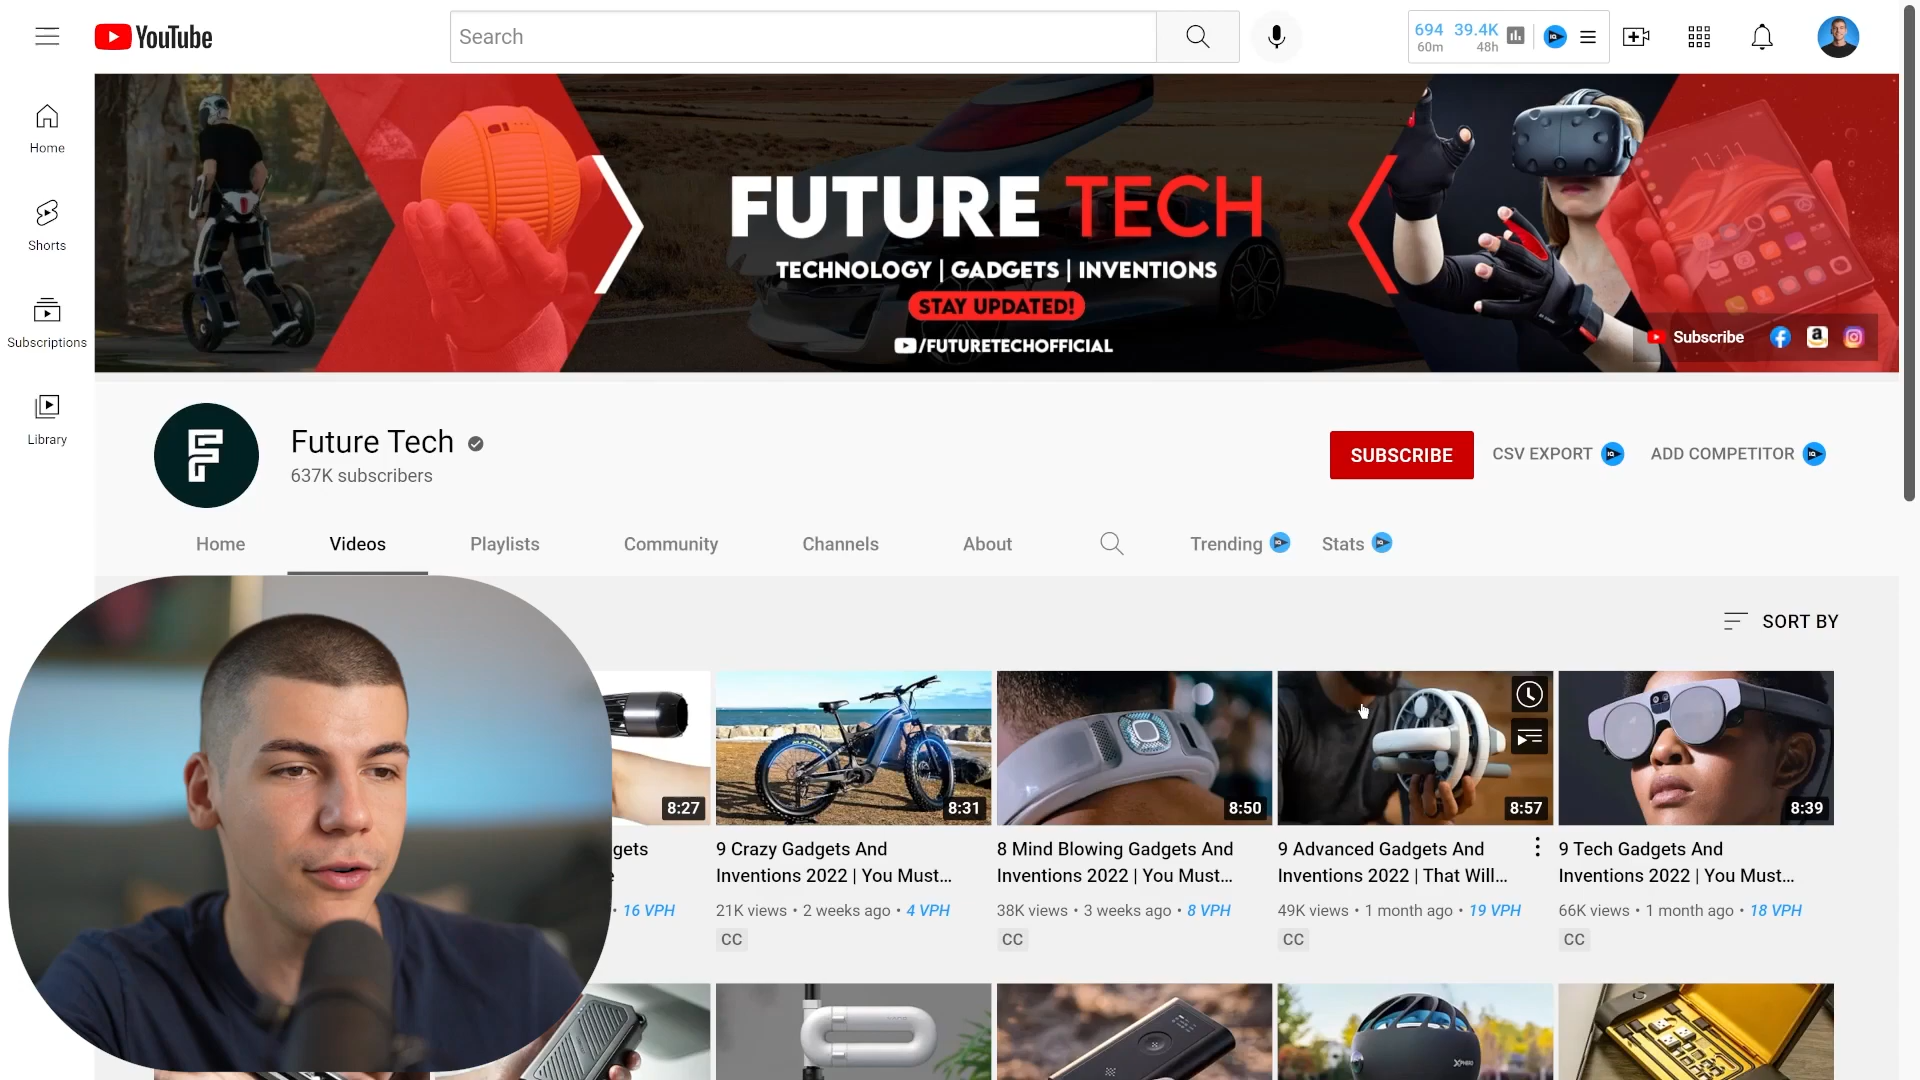 YouTube
Search
694 39.4K
60m 48h
Home
Shorts
Subscriptions
Library
FUTURE TECH
TECHNOLOGY | GADGETS | INVENTIONS
STAY UPDATED!
/FUTURETECHOFFICIAL
11:11
Subscribe
Future Tech
637K subscribers
SUBSCRIBE
CSV EXPORT
ADD COMPETITOR
Home
Videos
Playlists
Community
Channels
About
Trending
Stats
SORT BY
8:27
8:31
8:50
8:57
8:39
gets
16 VPH
9 Crazy Gadgets And
Inventions 2022 | You Must...
21K views • 2 weeks ago • 4 VPH
CC
8 Mind Blowing Gadgets And
Inventions 2022 | You Must...
38K views • 3 weeks ago • 8 VPH
CC
9 Advanced Gadgets And
Inventions 2022 | That Will...
49K views • 1 month ago • 19 VPH
CC
9 Tech Gadgets And
Inventions 2022 | You Must...
66K views • 1 month ago • 18 VPH
CC